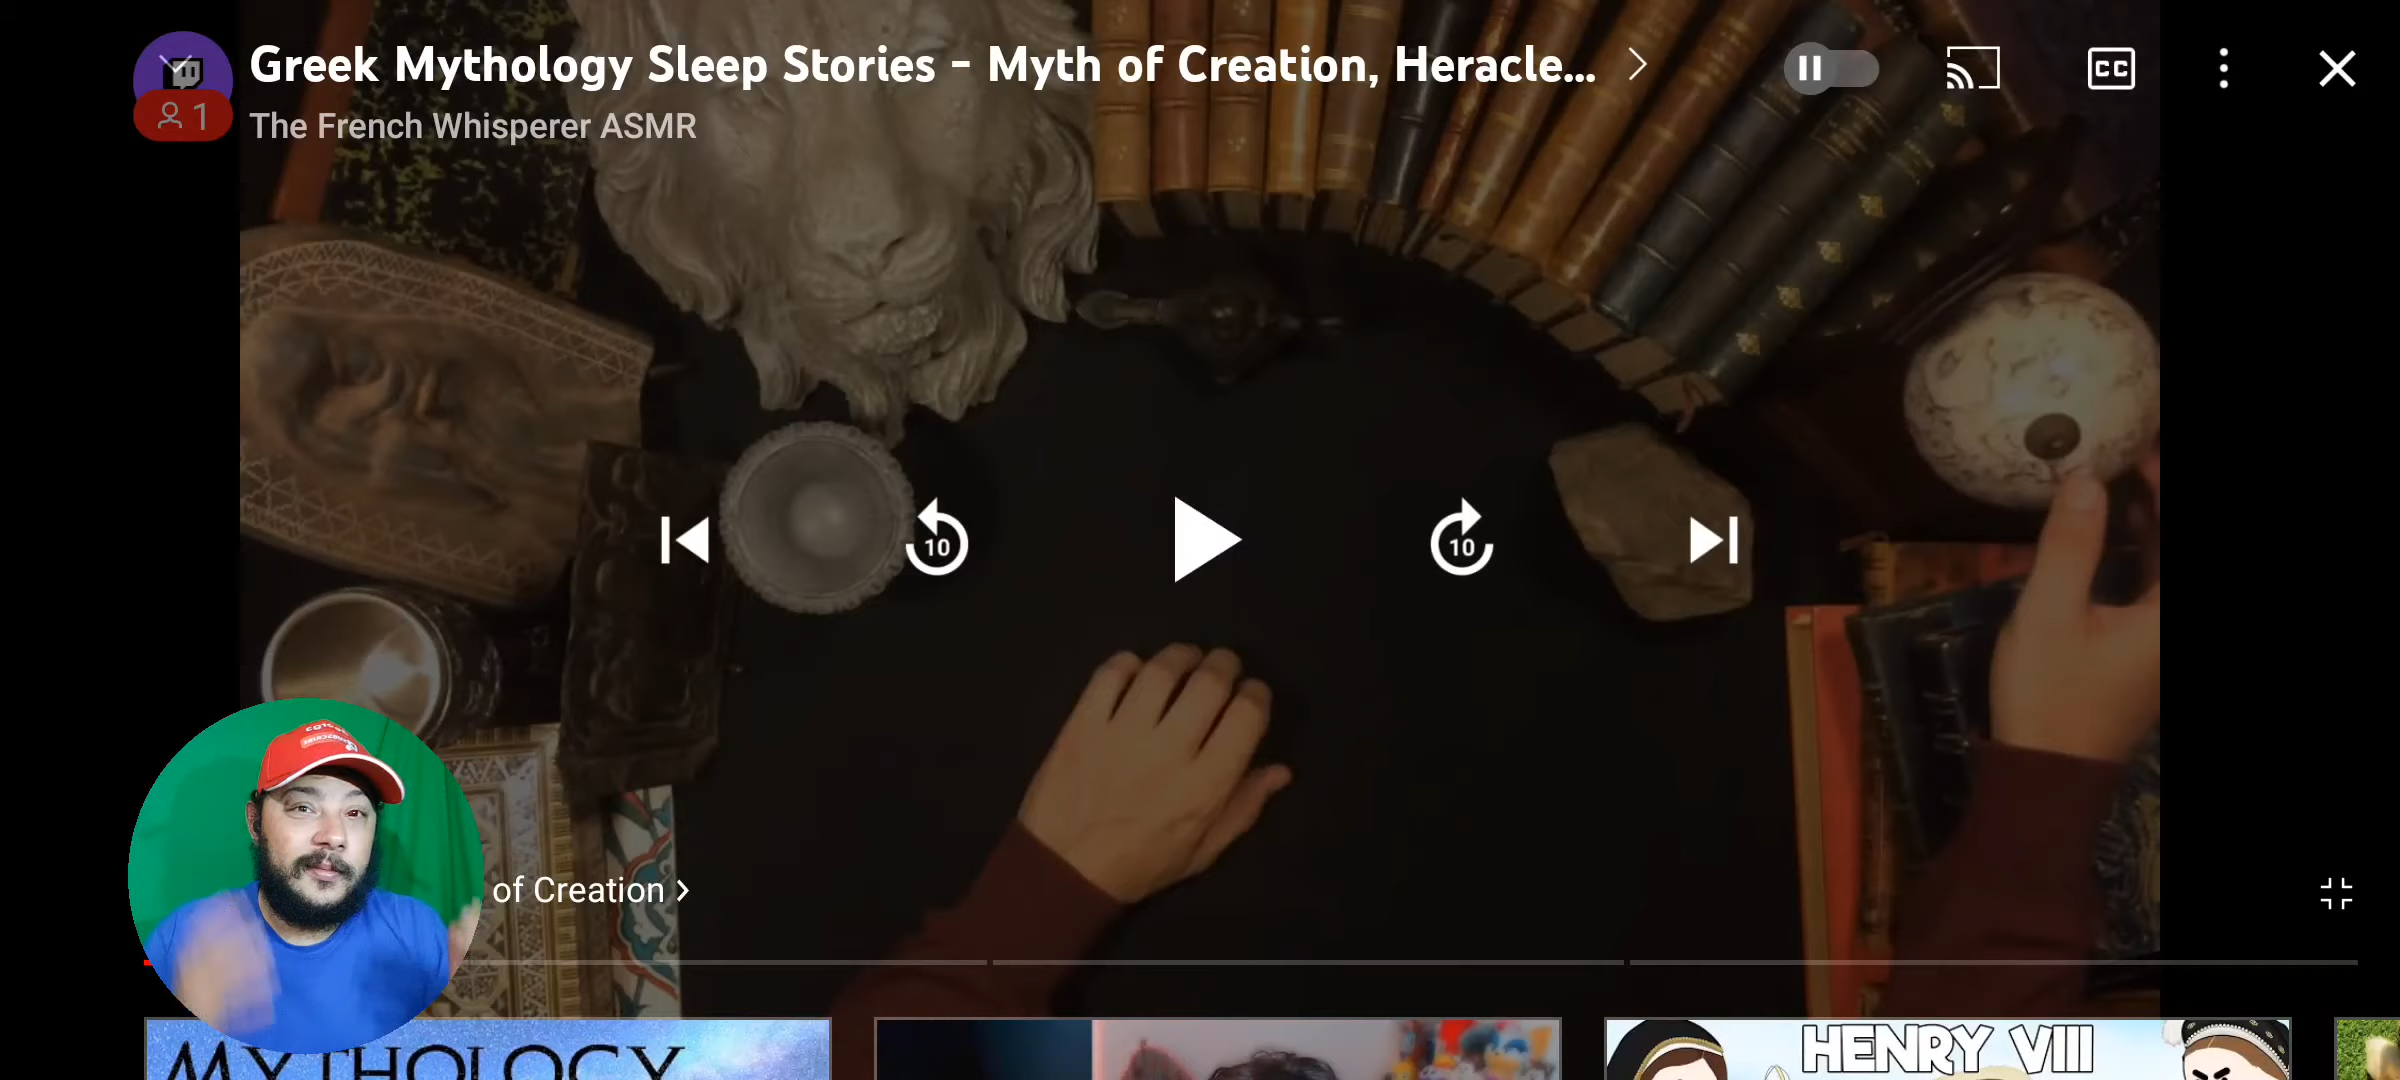 Greek Mythology Sleep Stories - Myth of Creation, Heracle...
CC
1
The French Whisperer ASMR
10
10
of Creation
MYTHOLOGY
HENRY VIII